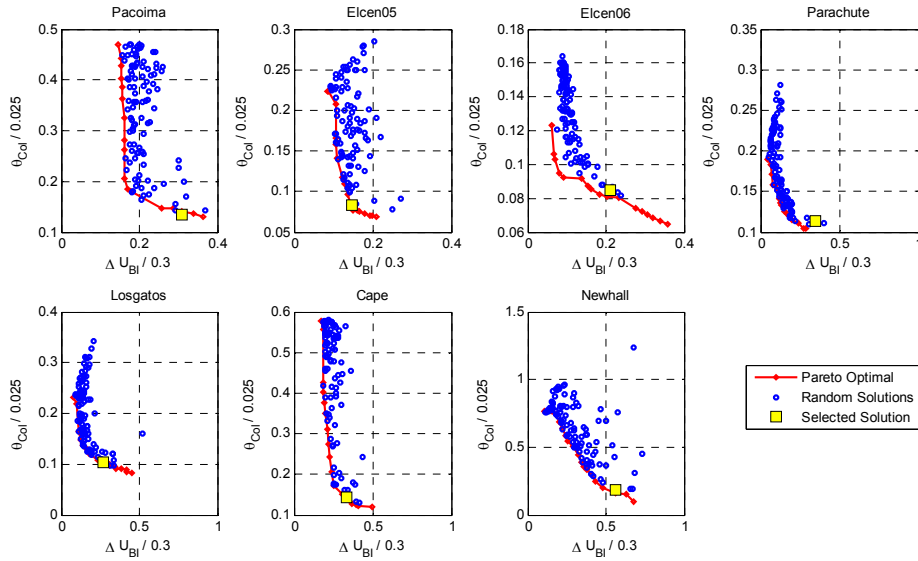 Pacoima
0.5
0.4
0.3
0.2
0.1
0
0.2
0.4
θCol / 0.025
Δ UBI / 0.3
Elcen05
0.3
0.25
0.2
0.15
0.1
0.05
0
0.2
0.4
θCol / 0.025
Δ UBI / 0.3
Elcen06
0.18
0.16
0.14
0.12
0.1
0.08
0.06
0
0.2
0.4
θCol / 0.025
Δ UBI / 0.3
Parachute
0.35
0.3
0.25
0.2
0.15
0.1
0
0.5
1
θCol / 0.025
Δ UBI / 0.3
Losgatos
0.4
0.3
0.2
0.1
0
0
0.5
1
θCol / 0.025
Δ UBI / 0.3
Cape
0.6
0.5
0.4
0.3
0.2
0.1
0
0.5
1
θCol / 0.025
Δ UBI / 0.3
Newhall
1.5
1
0.5
0
0
0.5
1
θCol / 0.025
Δ UBI / 0.3
Pareto Optimal
Random Solutions
Selected Solution